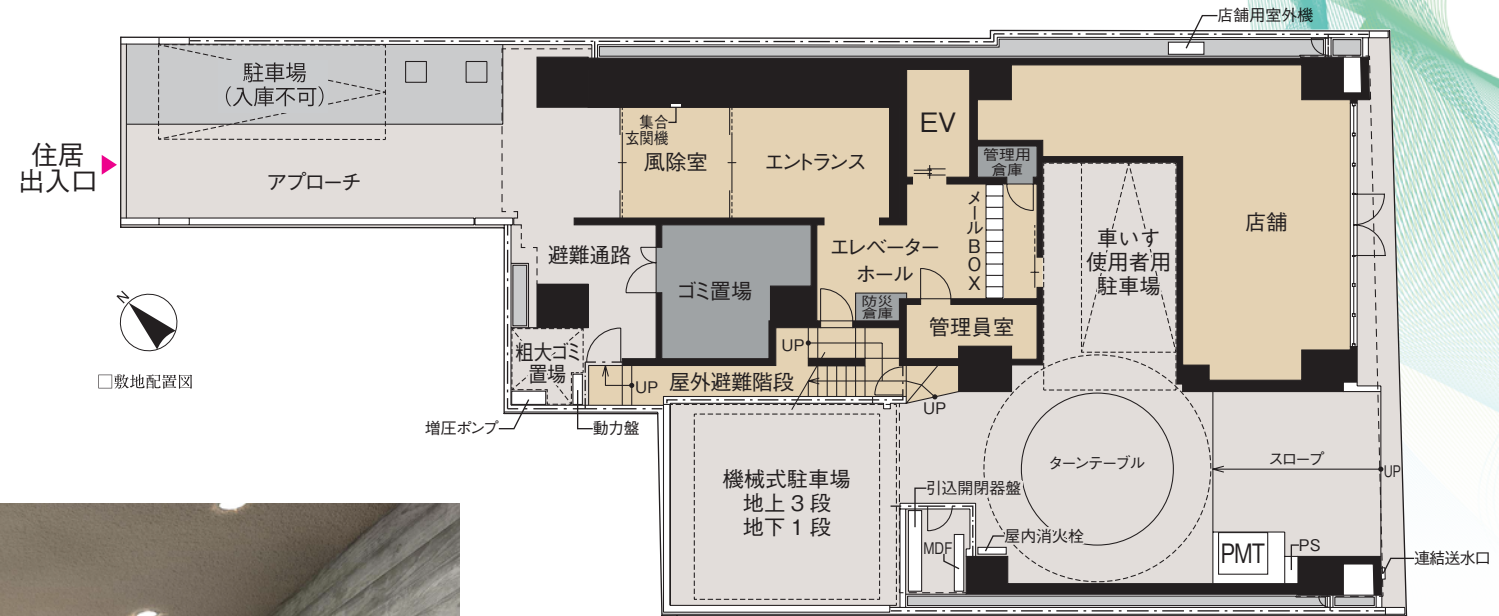 店舗用室外機
駐車場
（入庫不可）
集合
玄関機
EV
住居
出入口
アプローチ
風除室
エントランス
管理用
倉庫
メールBOX
店舗
避難通路
エレベーター
ホール
車いす
使用者用
駐車場
ゴミ置場
防災
倉庫
管理員室
N
粗大ゴミ
置場
UP
UP
屋外避難階段
UP
□敷地配置図
増圧ポンプ
動力盤
ターンテーブル
スロープ
UP
機械式駐車場
地上3段
地下1段
引込開閉器盤
屋内消火栓
MDF
PMT
PS
連結送水口